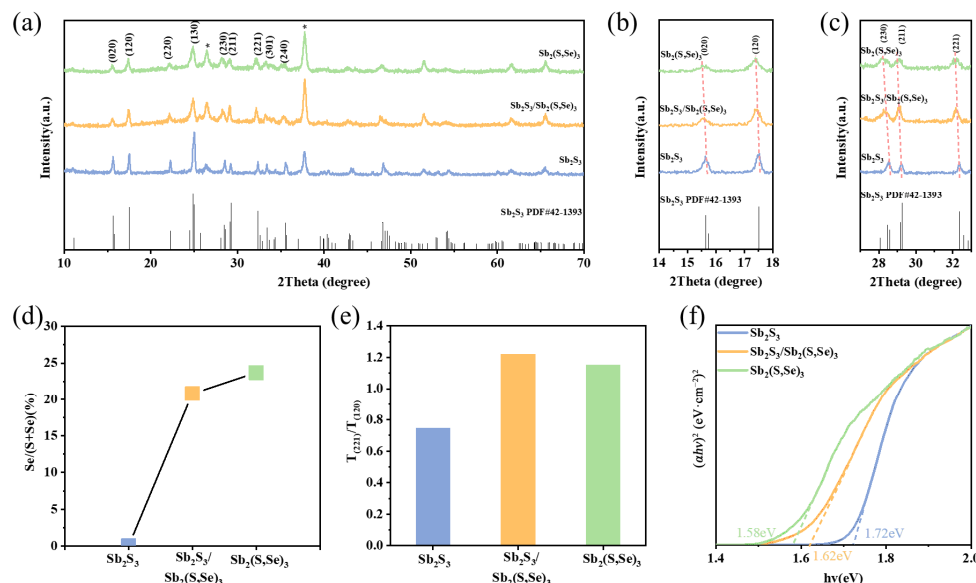 (a)
(020)
(120)
(220)
(130)
*
(230)
(211)
(221)
(301)
(240)
*
Sb₂(S,Se)₃
Sb₂S₃/Sb₂(S,Se)₃
Sb₂S₃
Sb₂S₃ PDF#42-1393
Intensity(a.u.)
10 20 30 40 50 60 70
2Theta (degree)
(b)
(020)
(120)
Sb₂(S,Se)₃
Sb₂S₃/Sb₂(S,Se)₃
Sb₂S₃
Sb₂S₃ PDF#42-1393
Intensity(a.u.)
14 15 16 17 18
2Theta (degree)
(c)
(230)
(211)
(221)
Sb₂(S,Se)₃
Sb₂S₃/Sb₂(S,Se)₃
Sb₂S₃
Sb₂S₃ PDF#42-1393
Intensity(a.u.)
27 29 31 33
2Theta (degree)
(d)
30
25
20
15
10
5
0
Se/(S+Se)(%)
Sb₂S₃
Sb₂S₃/
Sb₂(S,Se)₃
Sb₂(S,Se)₃
(e)
1.4
1.2
1.0
0.8
0.6
0.4
0.2
0.0
T(221)/T(120)
Sb₂S₃
Sb₂S₃/
Sb₂(S,Se)₃
Sb₂(S,Se)₃
(f)
Sb₂S₃
Sb₂S₃/Sb₂(S,Se)₃
Sb₂(S,Se)₃
(αhν)² (eV·cm⁻²)²
1.58eV
1.62eV
1.72eV
1.4 1.6 1.8 2.0
hv(eV)